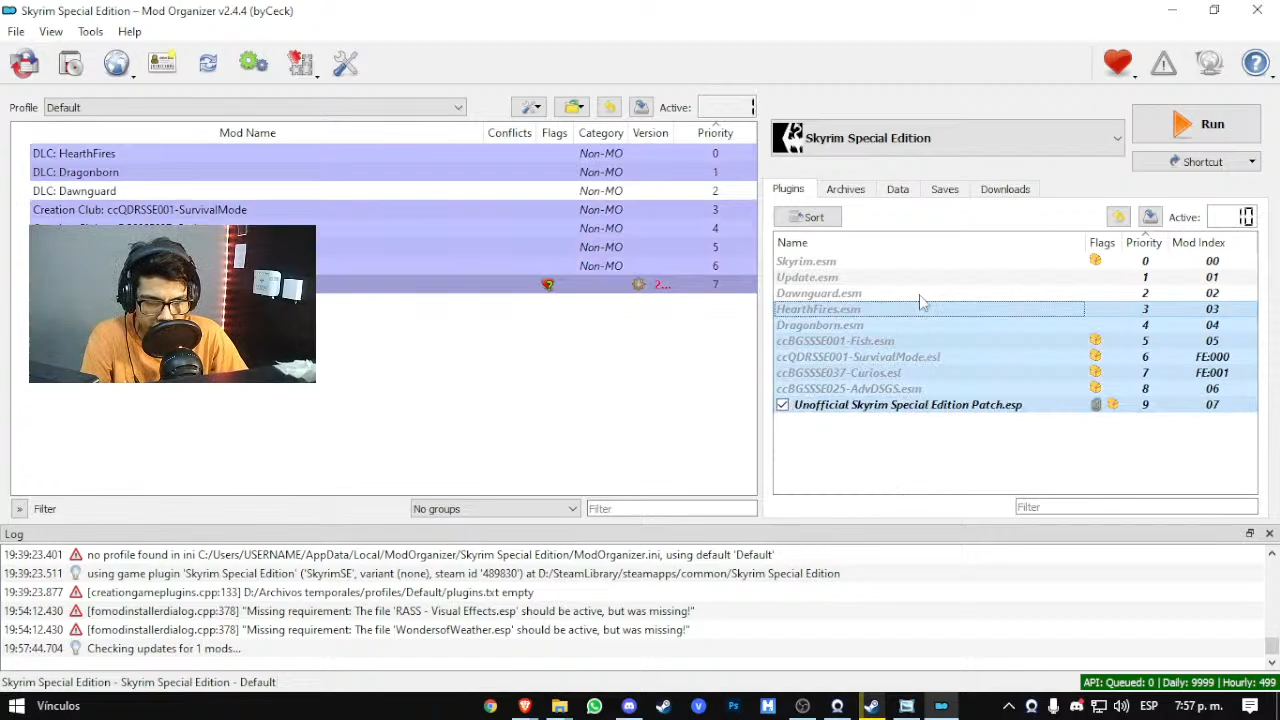 Skyrim Special Edition – Mod Organizer v2.4.4 (byCeck)
File View Tools Help
Profile Default Active: 1
Mod Name Conflicts Flags Category Version Priority
DLC: HearthFires Non-MO 0
DLC: Dragonborn Non-MO 1
DLC: Dawnguard Non-MO 2
Creation Club: ccQDRSSE001-SurvivalMode Non-MO 3
Non-MO 4
Non-MO 5
Non-MO 6
2... 7
» Filter No groups Filter
Skyrim Special Edition
Run
Shortcut
Plugins Archives Data Saves Downloads
Sort Active: 10
Name Flags Priority Mod Index
Skyrim.esm 0 00
Update.esm 1 01
Dawnguard.esm 2 02
HearthFires.esm 3 03
Dragonborn.esm 4 04
ccBGSSSE001-Fish.esm 5 05
ccQDRSSE001-SurvivalMode.esl 6 FE:000
ccBGSSSE037-Curios.esl 7 FE:001
ccBGSSSE025-AdvDSGS.esm 8 06
Unofficial Skyrim Special Edition Patch.esp 9 07
Filter
Log
19:39:23.401 no profile found in ini C:/Users/USERNAME/AppData/Local/ModOrganizer/Skyrim Special Edition/ModOrganizer.ini, using default 'Default'
19:39:23.511 using game plugin 'Skyrim Special Edition' ('SkyrimSE', variant (none), steam id '489830') at D:/SteamLibrary/steamapps/common/Skyrim Special Edition
19:39:23.877 [creationgameplugins.cpp:133] D:/Archivos temporales/profiles/Default/plugins.txt empty
19:54:12.430 [fomodinstallerdialog.cpp:378] "Missing requirement: The file 'RASS - Visual Effects.esp' should be active, but was missing!"
19:54:12.430 [fomodinstallerdialog.cpp:378] "Missing requirement: The file 'WondersofWeather.esp' should be active, but was missing!"
19:57:44.704 Checking updates for 1 mods...
Skyrim Special Edition - Skyrim Special Edition - Default
API: Queued: 0 | Daily: 9999 | Hourly: 499
Vínculos ESP 7:57 p. m.